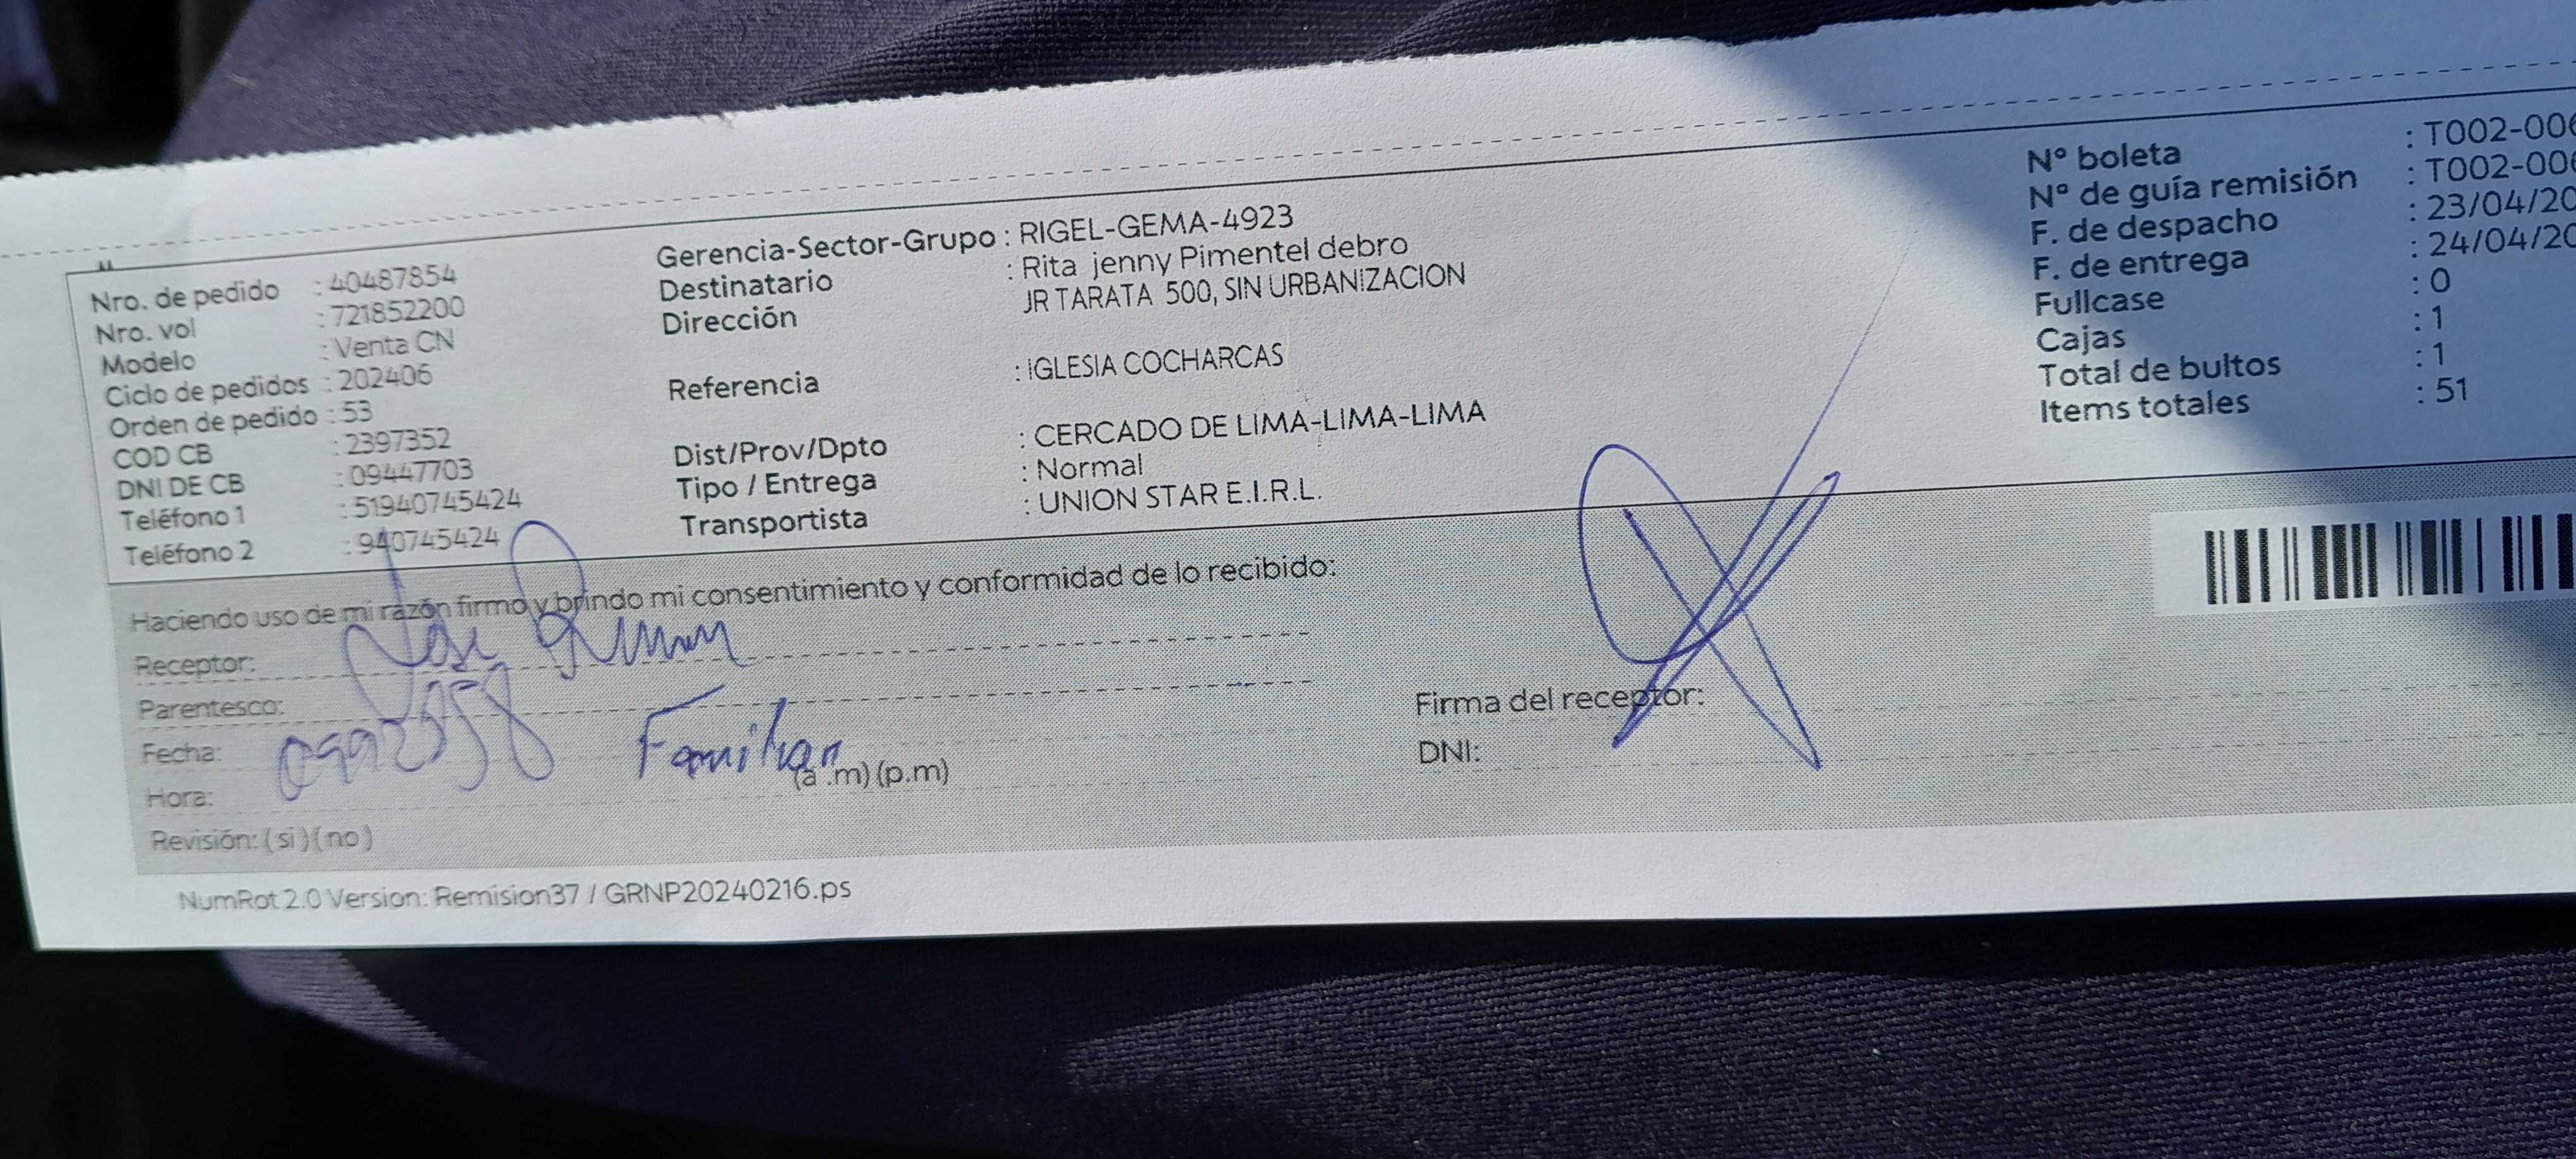 Nro. de pedido : 40487854
Nro. vol : 721852200
Modelo : Venta CN
Ciclo de pedidos : 202406
Orden de pedido : 53
COD CB : 2397352
DNI DE CB : 09447703
Teléfono 1 : 51940745424
Teléfono 2 : 940745424
Gerencia-Sector-Grupo : RIGEL-GEMA-4923
Destinatario : Rita jenny Pimentel debro
Dirección JR TARATA 500, SIN URBANIZACION
Referencia : IGLESIA COCHARCAS
Dist/Prov/Dpto : CERCADO DE LIMA-LIMA-LIMA
Tipo / Entrega : Normal
Transportista : UNION STAR E.I.R.L.
N° boleta : T002-006
N° de guía remisión : T002-006
F. de despacho : 23/04/20
F. de entrega : 24/04/20
Fullcase : 0
Cajas : 1
Total de bultos : 1
Items totales : 51
Haciendo uso de mi razón firmo y brindo mi consentimiento y conformidad de lo recibido:
Receptor: José
Parentesco:
Fecha: Familiar
Hora: (a .m) (p.m)
Revisión: ( si ) ( no )
Firma del receptor:
DNI:
NumRot 2.0 Version: Remision37 / GRNP20240216.ps